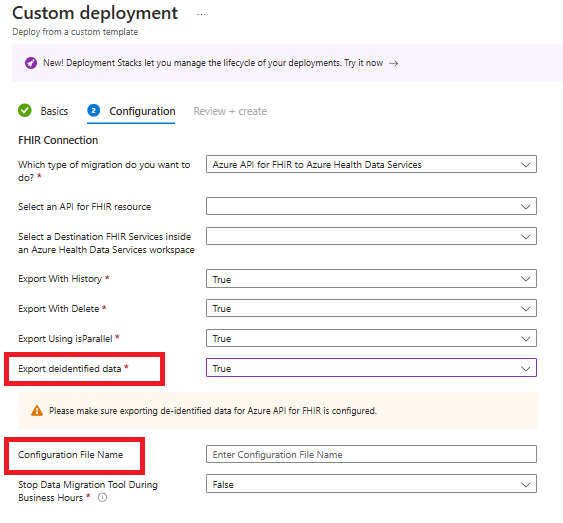 Custom deployment ...
Deploy from a custom template
New! Deployment Stacks let you manage the lifecycle of your deployments. Try it now →
Basics 2 Configuration Review + create
FHIR Connection
Which type of migration do you want to
do? *
Azure API for FHIR to Azure Health Data Services
Select an API for FHIR resource
Select a Destination FHIR Services inside
an Azure Health Data Services workspace
Export With History * True
Export With Delete * True
Export Using isParallel * True
Export deidentified data * True
Please make sure exporting de-identified data for Azure API for FHIR is configured.
Configuration File Name Enter Configuration File Name
Stop Data Migration Tool During
Business Hours *
False